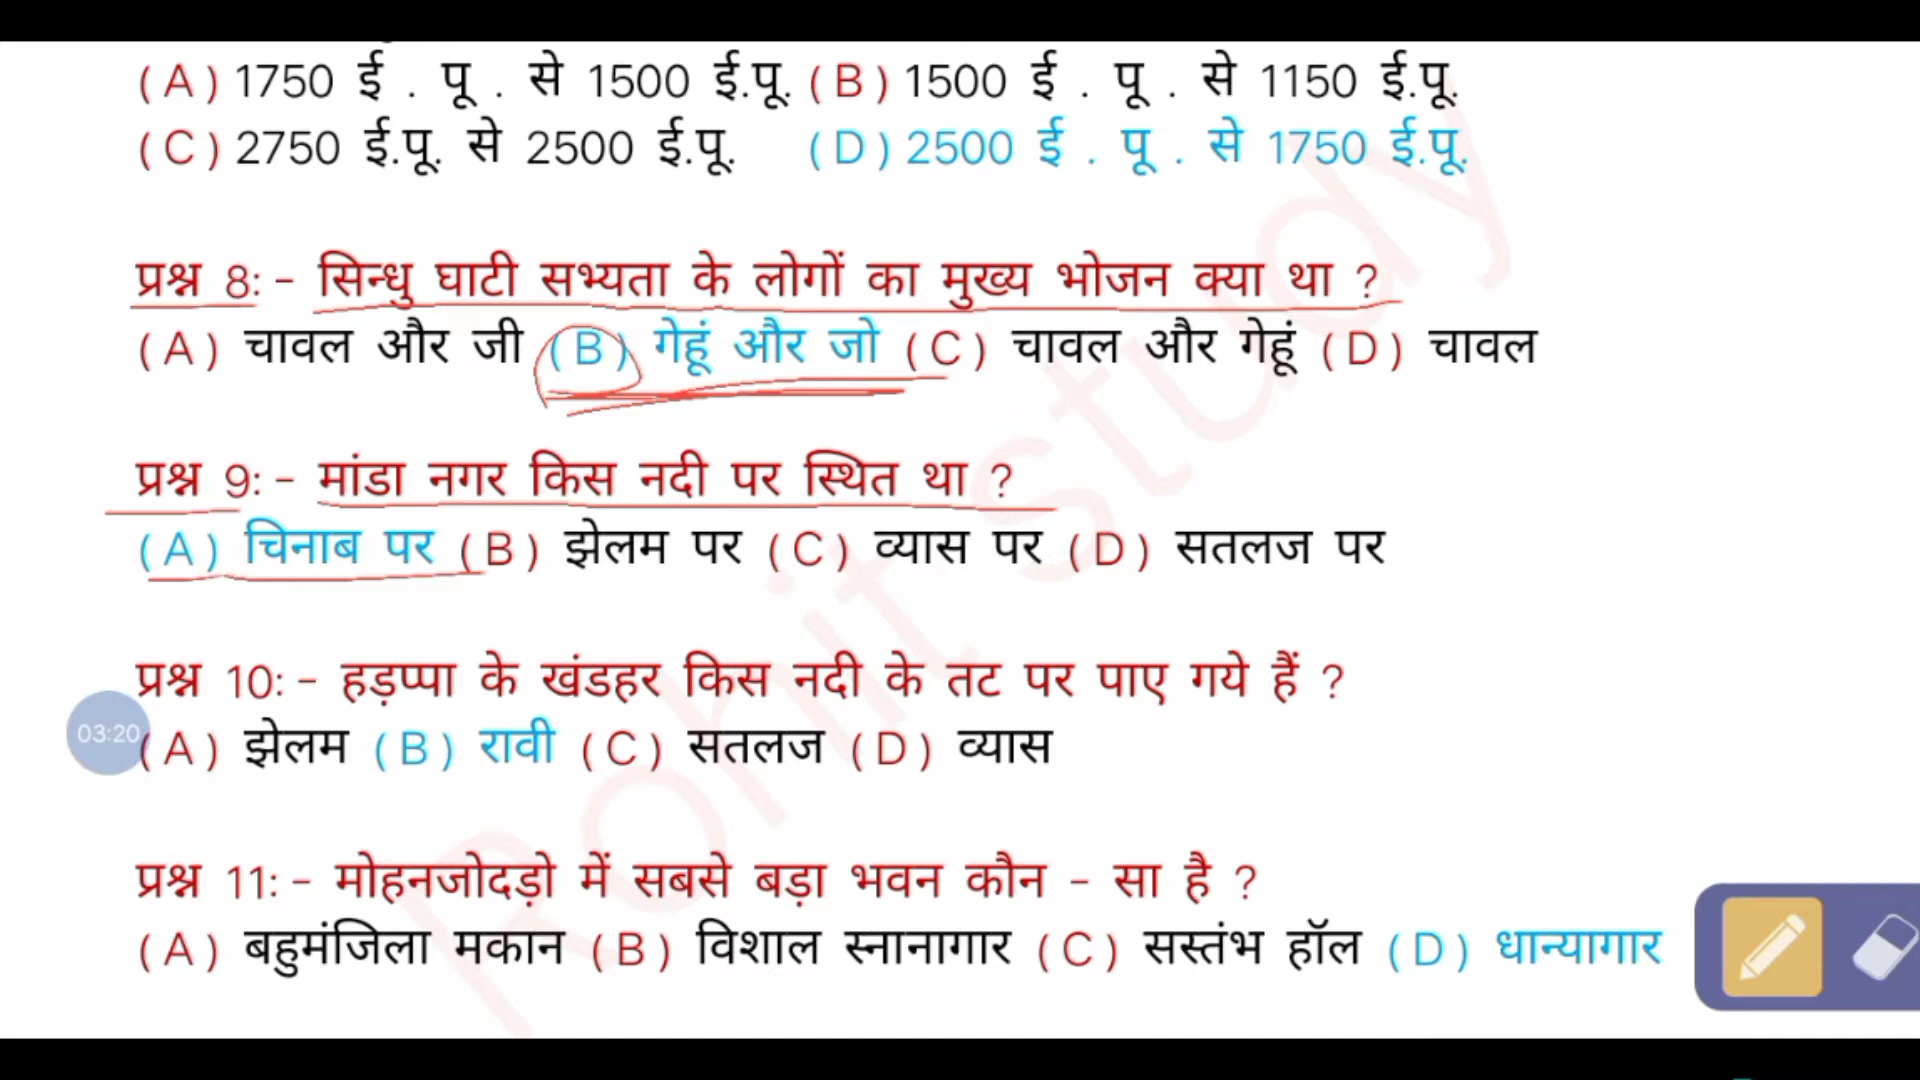 (A) 1750 ई . पू . से 1500 ई.पू. (B) 1500 ई . पू . से 1150 ई.पू.
(C) 2750 ई.पू. से 2500 ई.पू. (D) 2500 ई . पू . से 1750 ई.पू.
प्रश्न 8: - सिन्धु घाटी सभ्यता के लोगों का मुख्य भोजन क्या था ?
(A) चावल और जी (B) गेहूं और जो (C) चावल और गेहूं (D) चावल
प्रश्न 9: - मांडा नगर किस नदी पर स्थित था ?
(A) चिनाब पर (B) झेलम पर (C) व्यास पर (D) सतलज पर
प्रश्न 10: - हड़प्पा के खंडहर किस नदी के तट पर पाए गये हैं ?
03:20
(A) झेलम (B) रावी (C) सतलज (D) व्यास
प्रश्न 11: - मोहनजोदड़ो में सबसे बड़ा भवन कौन - सा है ?
(A) बहुमंजिला मकान (B) विशाल स्नानागार (C) सस्तंभ हॉल (D) धान्यागार
Rohit study